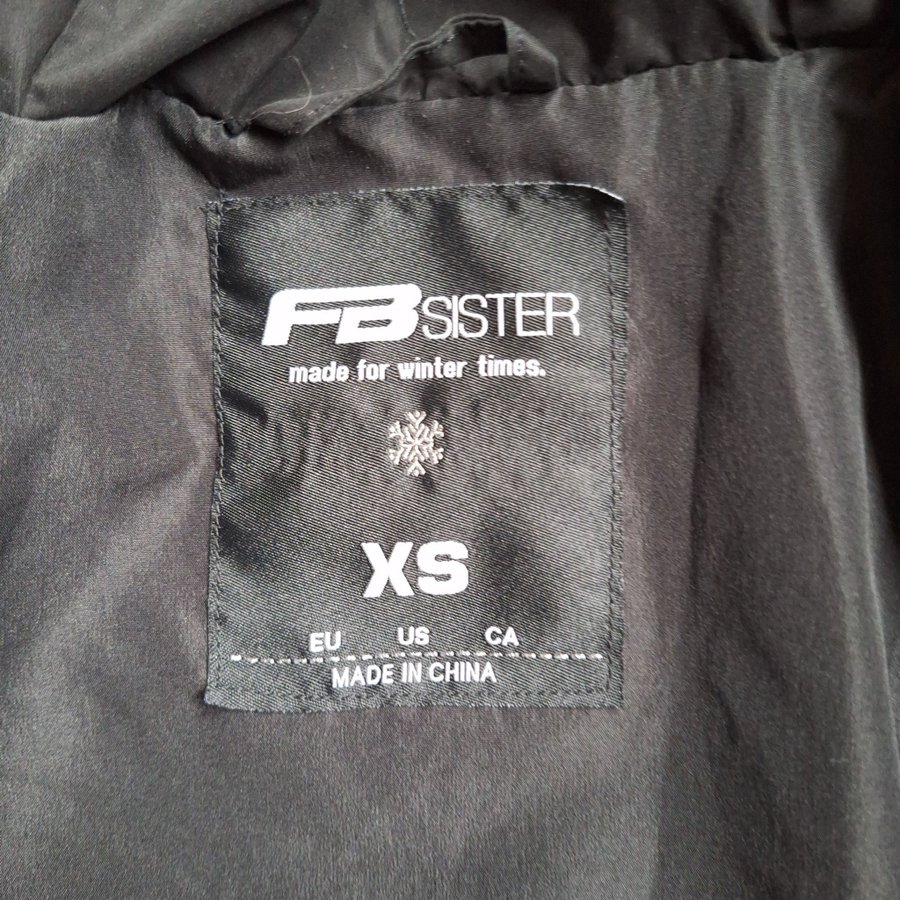 FBSISTER
made for winter times.
XS
EU US CA
MADE IN CHINA